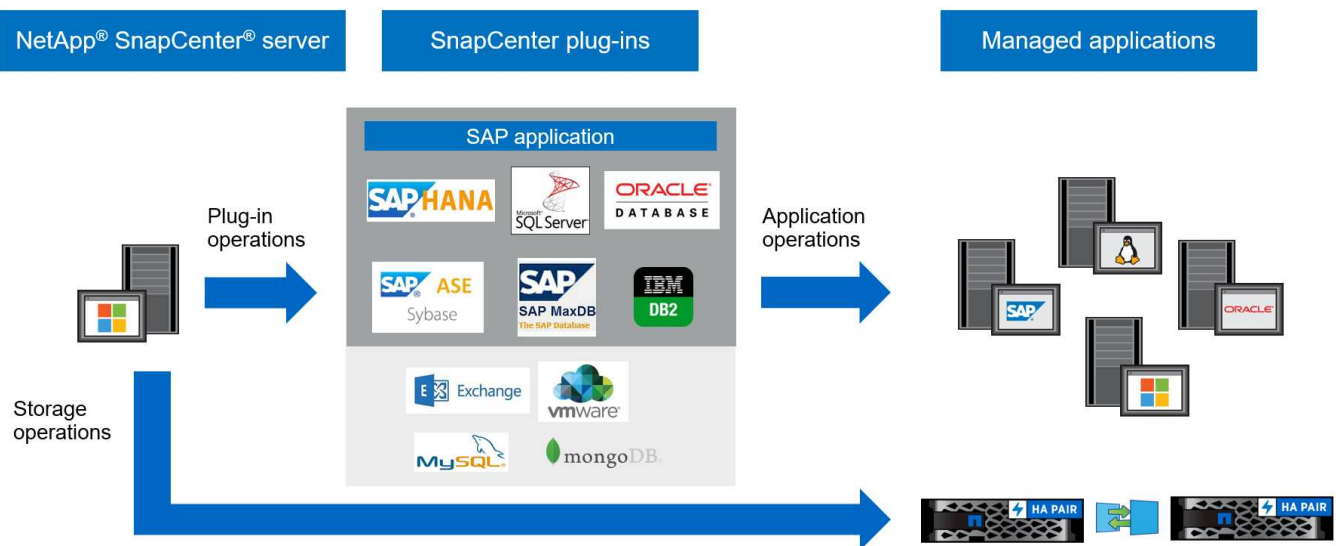 NetApp® SnapCenter® server
SnapCenter plug-ins
Managed applications
SAP application
SAP HANA
Microsoft®
SQL Server
ORACLE®
DATABASE
Plug-in
operations
Application
operations
SAP® ASE
Sybase
SAP
SAP MaxDB
The SAP Database
IBM
DB2
SAP
ORACLE
Exchange
vmware®
MySQL®
mongoDB
Storage
operations
HA PAIR
HA PAIR